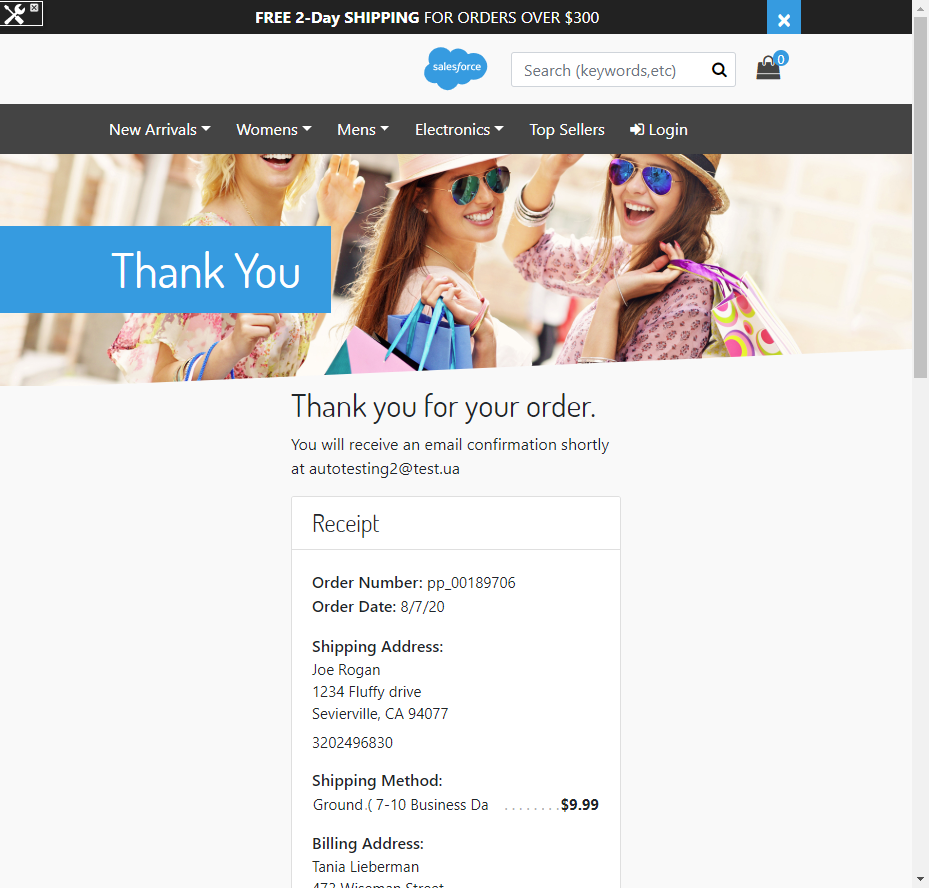 FREE 2-Day SHIPPING FOR ORDERS OVER $300
salesforce
Search (keywords,etc)
0
New Arrivals Womens Mens Electronics Top Sellers Login
Thank You
Thank you for your order.
You will receive an email confirmation shortly
at autotesting2@test.ua
Receipt
Order Number: pp_00189706
Order Date: 8/7/20
Shipping Address:
Joe Rogan
1234 Fluffy drive
Sevierville, CA 94077
3202496830
Shipping Method:
Ground ( 7-10 Business Da ........$9.99
Billing Address:
Tania Lieberman
473 Wiseman Street